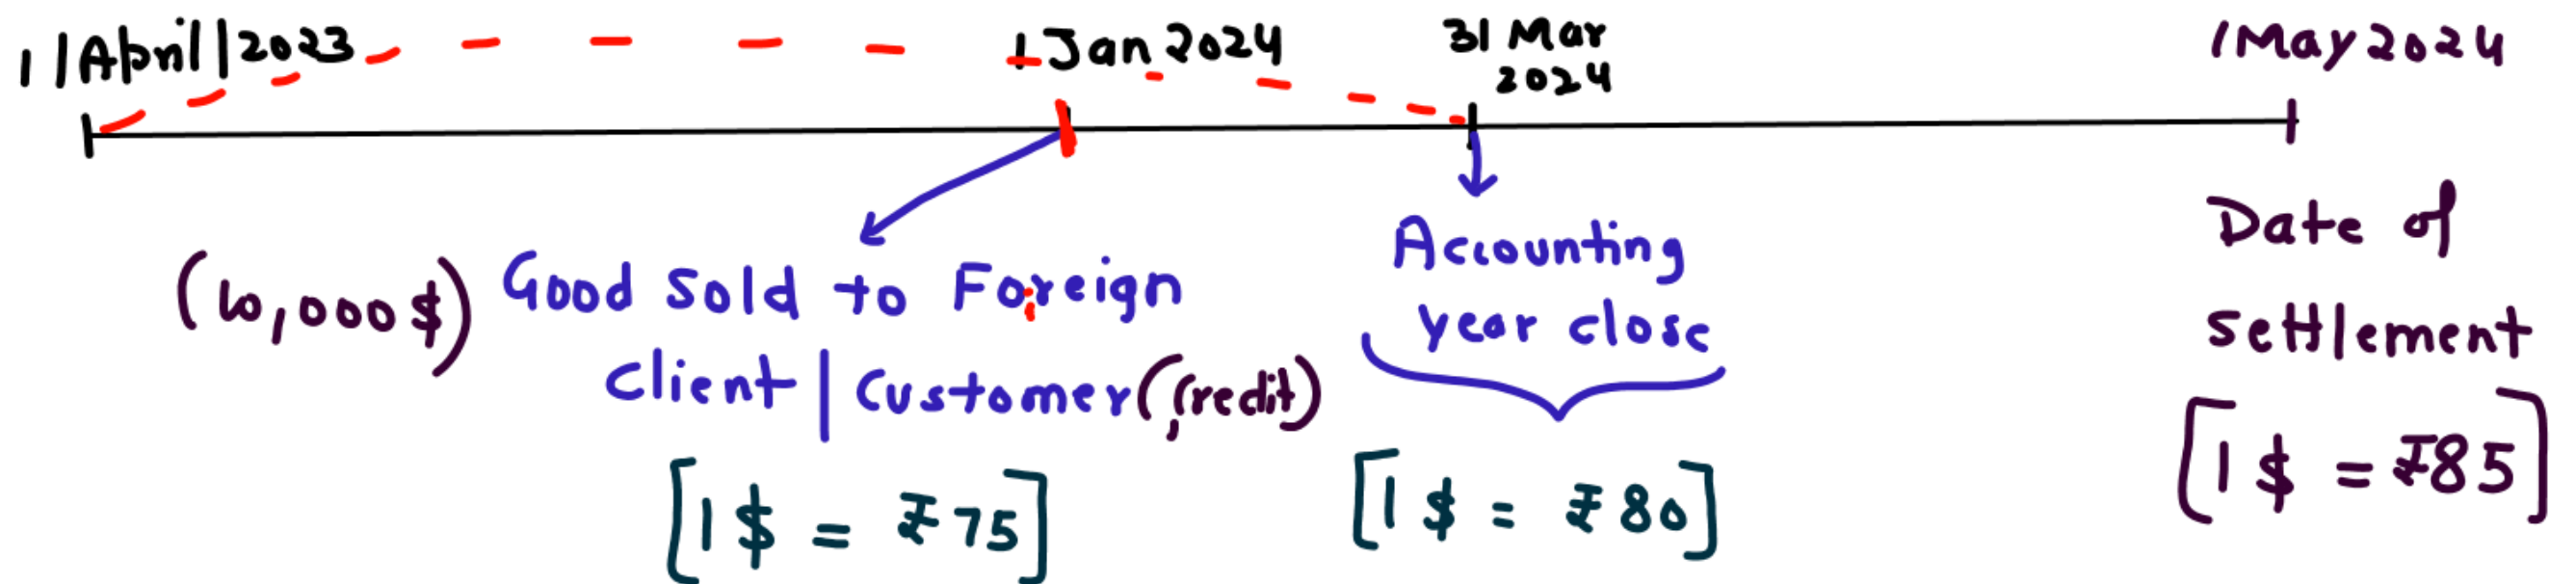 1 | April | 2023
1 Jan 2024
31 Mar
2024
1 May 2024
(10,000 $) Good sold to Foreign
client | Customer (Credit)
[1 $ = ₹ 75]
Accounting
year close
[1 $ = ₹ 80]
Date of
settlement
[1 $ = ₹85]